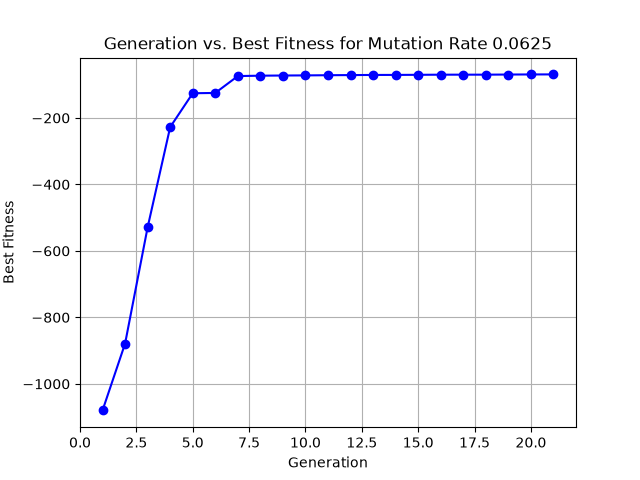 Generation vs. Best Fitness for Mutation Rate 0.0625
Best Fitness
−200
−400
−600
−800
−1000
0.0 2.5 5.0 7.5 10.0 12.5 15.0 17.5 20.0
Generation